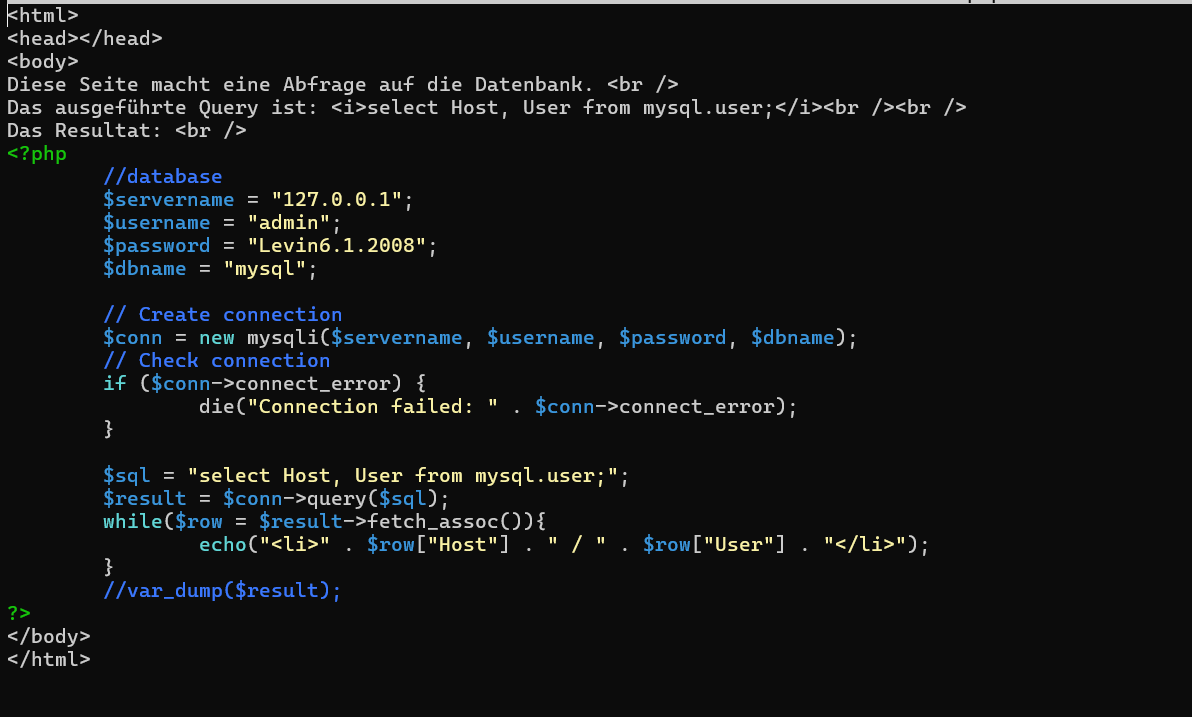 <html>
<head></head>
<body>
Diese Seite macht eine Abfrage auf die Datenbank. <br />
Das ausgeführte Query ist: <i>select Host, User from mysql.user;</i><br /><br />
Das Resultat: <br />
<?php
        //database
        $servername = "127.0.0.1";
        $username = "admin";
        $password = "Levin6.1.2008";
        $dbname = "mysql";

        // Create connection
        $conn = new mysqli($servername, $username, $password, $dbname);
        // Check connection
        if ($conn->connect_error) {
                die("Connection failed: " . $conn->connect_error);
        }

        $sql = "select Host, User from mysql.user;";
        $result = $conn->query($sql);
        while($row = $result->fetch_assoc()){
                echo("<li>" . $row["Host"] . " / " . $row["User"] . "</li>");
        }
        //var_dump($result);
?>
</body>
</html>